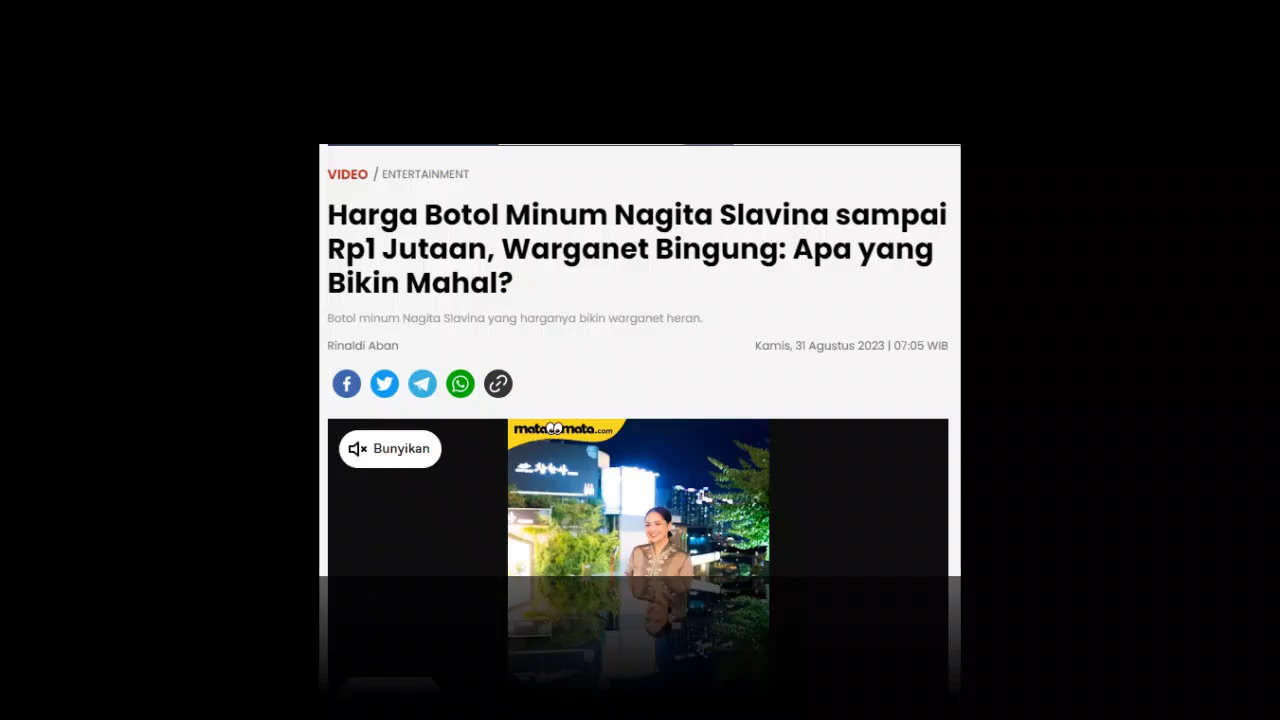 VIDEO / ENTERTAINMENT
Harga Botol Minum Nagita Slavina sampai
Rp1 Jutaan, Warganet Bingung: Apa yang
Bikin Mahal?
Botol minum Nagita Slavina yang harganya bikin warganet heran.
Rinaldi Aban
Kamis, 31 Agustus 2023 | 07:05 WIB
matamata.com
Bunyikan